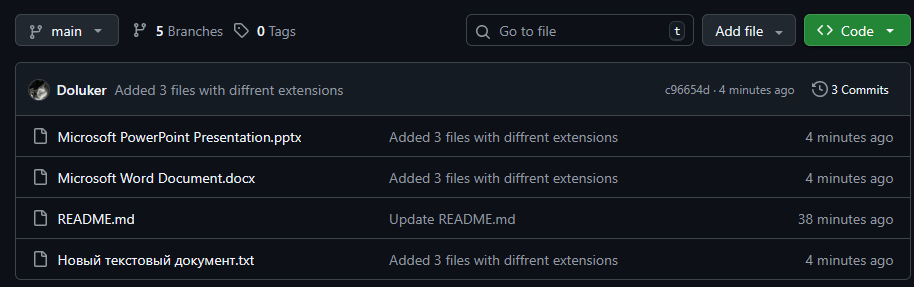 main 5 Branches 0 Tags Go to file t Add file Code
Doluker Added 3 files with diffrent extensions c96654d · 4 minutes ago 3 Commits
Microsoft PowerPoint Presentation.pptx Added 3 files with diffrent extensions 4 minutes ago
Microsoft Word Document.docx Added 3 files with diffrent extensions 4 minutes ago
README.md Update README.md 38 minutes ago
Новый текстовый документ.txt Added 3 files with diffrent extensions 4 minutes ago